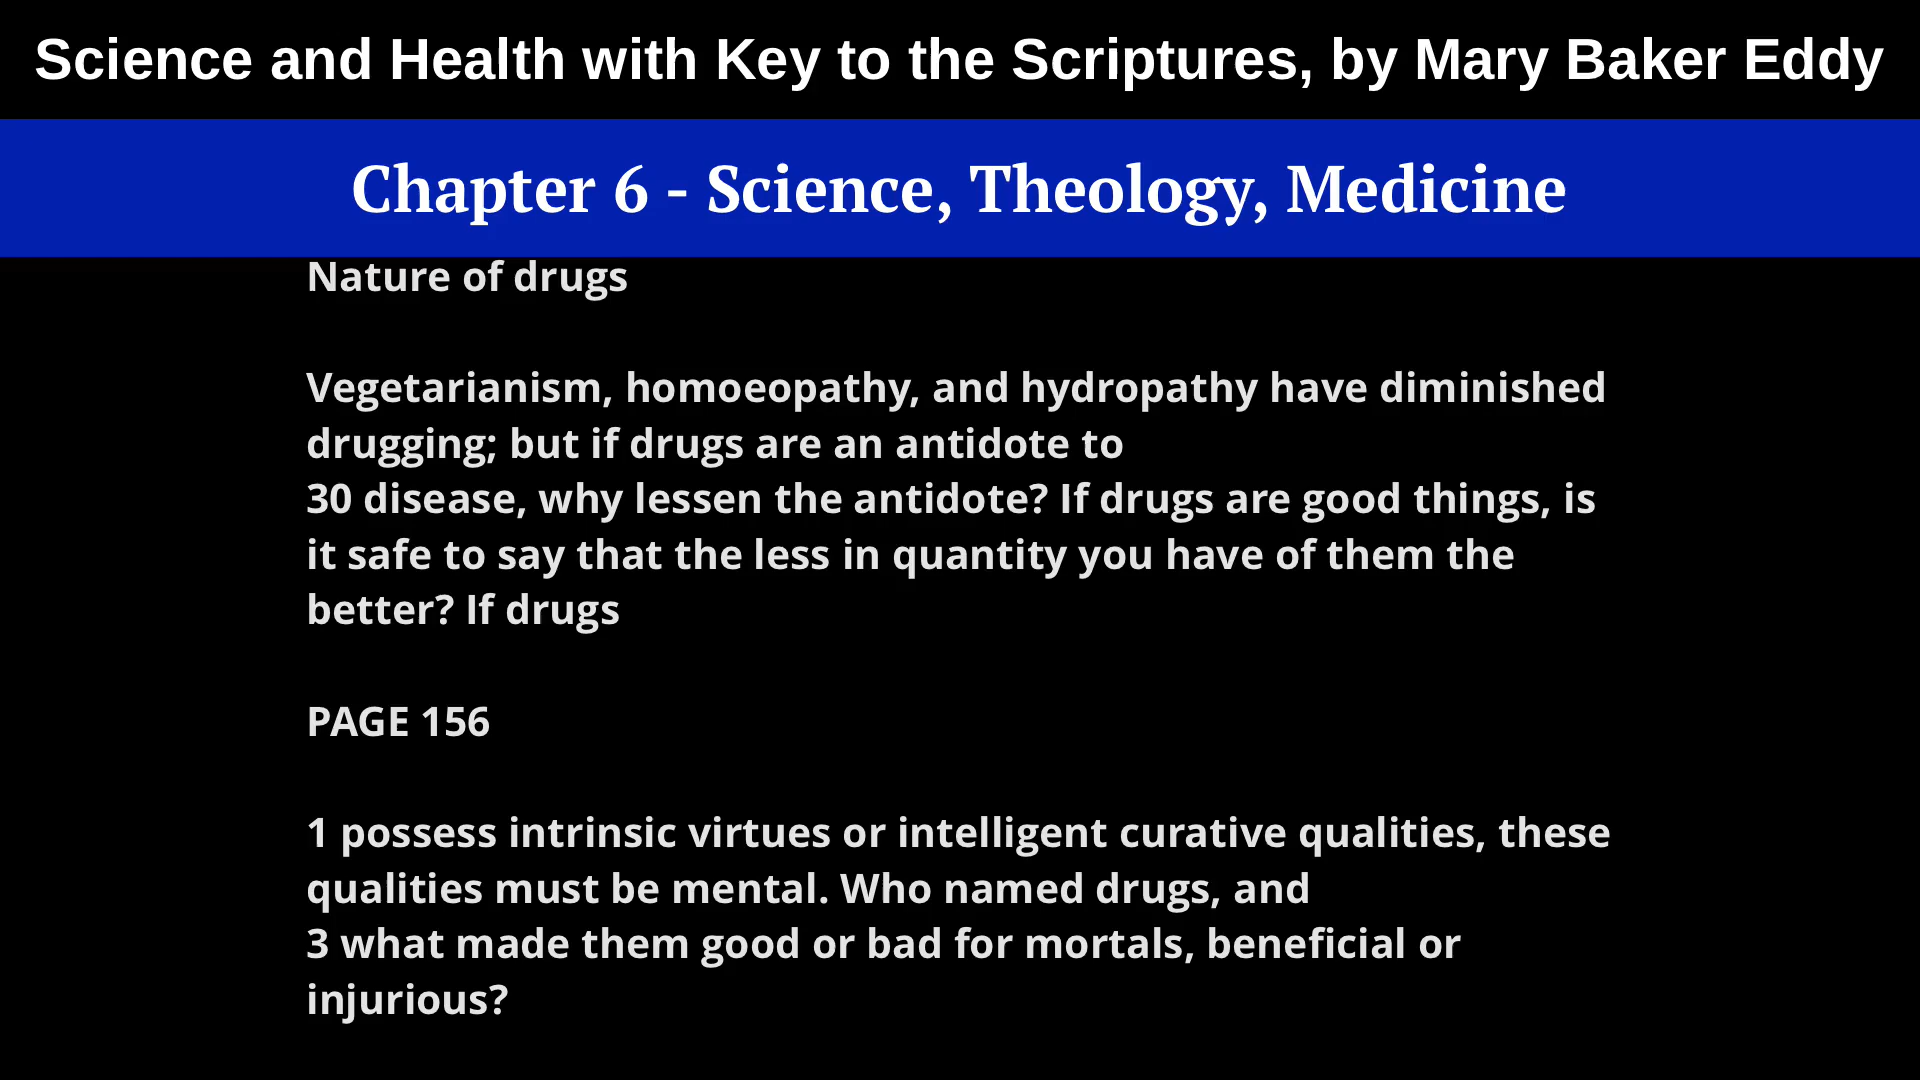 Science and Health with Key to the Scriptures, by Mary Baker Eddy
Chapter 6 - Science, Theology, Medicine
Nature of drugs
Vegetarianism, homoeopathy, and hydropathy have diminished
drugging; but if drugs are an antidote to
30 disease, why lessen the antidote? If drugs are good things, is
it safe to say that the less in quantity you have of them the
better? If drugs
PAGE 156
1 possess intrinsic virtues or intelligent curative qualities, these
qualities must be mental. Who named drugs, and
3 what made them good or bad for mortals, beneficial or
injurious?